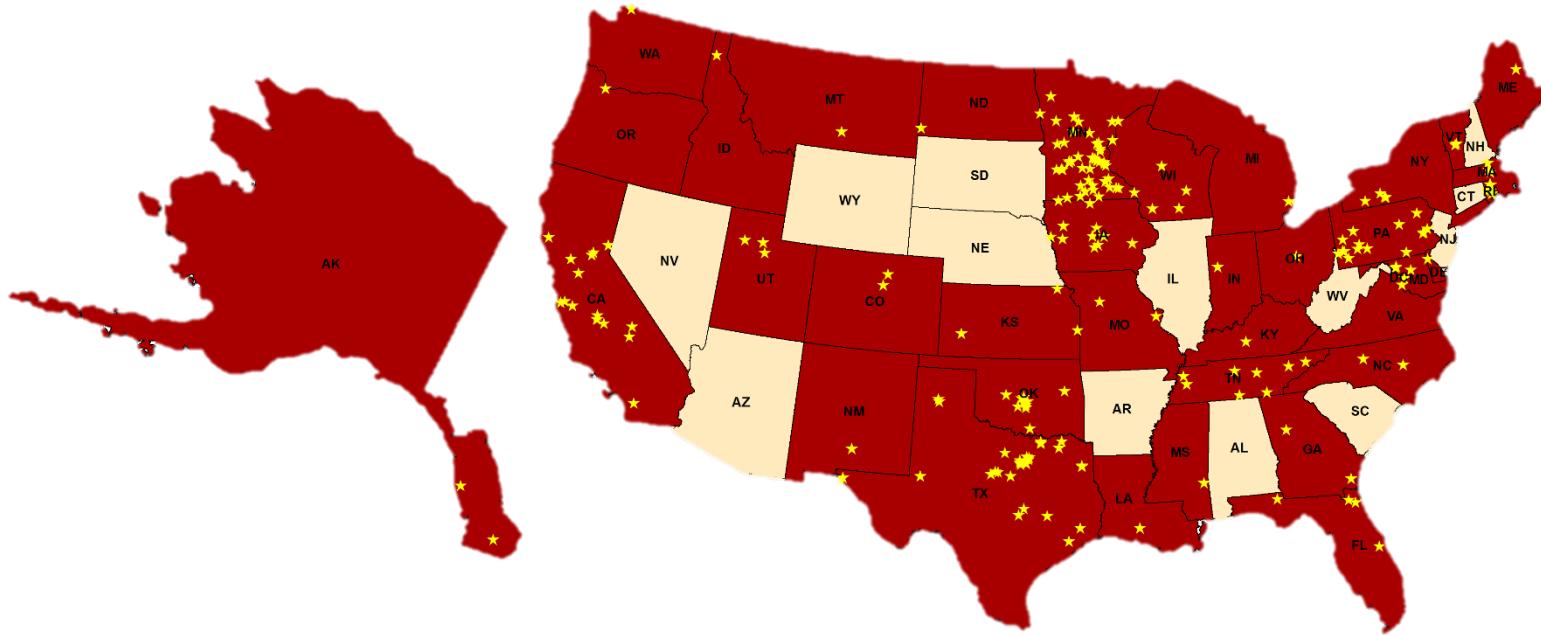 WA
ME
MT
ND
OR
MN
VT
NH
ID
MI
NY
SD
WI
MA
RI
WY
CT
PA
IA
NJ
NE
AK
NV
UT
OH
DC
MD
DE
IL
IN
CO
CA
WV
KS
MO
VA
KY
NC
TN
OK
AZ
NM
AR
SC
MS
AL
GA
TX
LA
FL